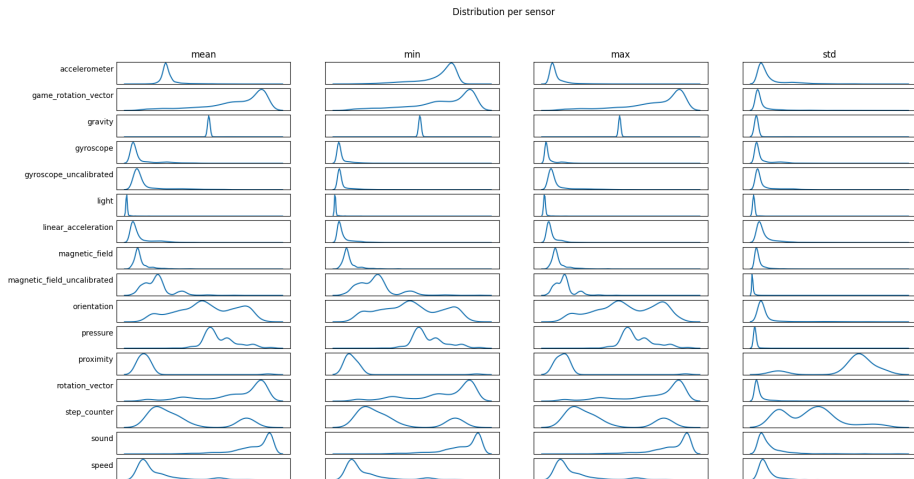 Distribution per sensor
mean min max std
accelerometer
game_rotation_vector
gravity
gyroscope
gyroscope_uncalibrated
light
linear_acceleration
magnetic_field
magnetic_field_uncalibrated
orientation
pressure
proximity
rotation_vector
step_counter
sound
speed